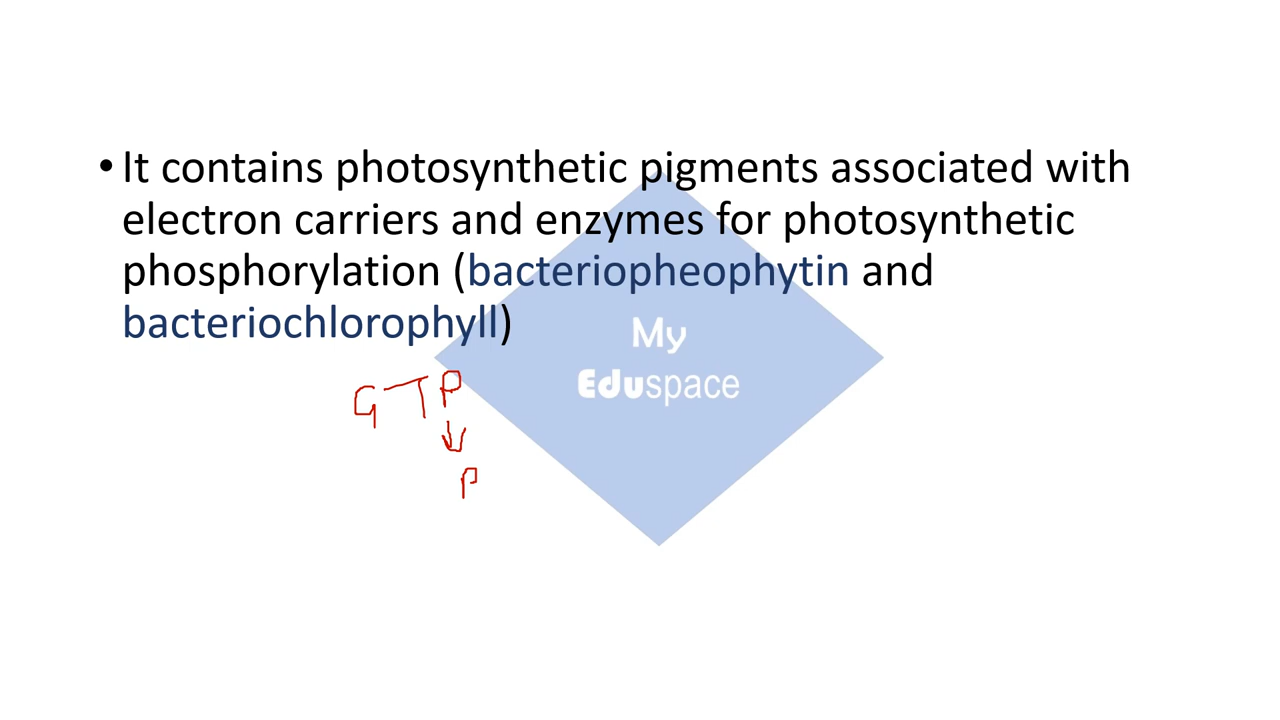 • It contains photosynthetic pigments associated with
electron carriers and enzymes for photosynthetic
phosphorylation (bacteriopheophytin and
bacteriochlorophyll)
My
Eduspace
GTP
P